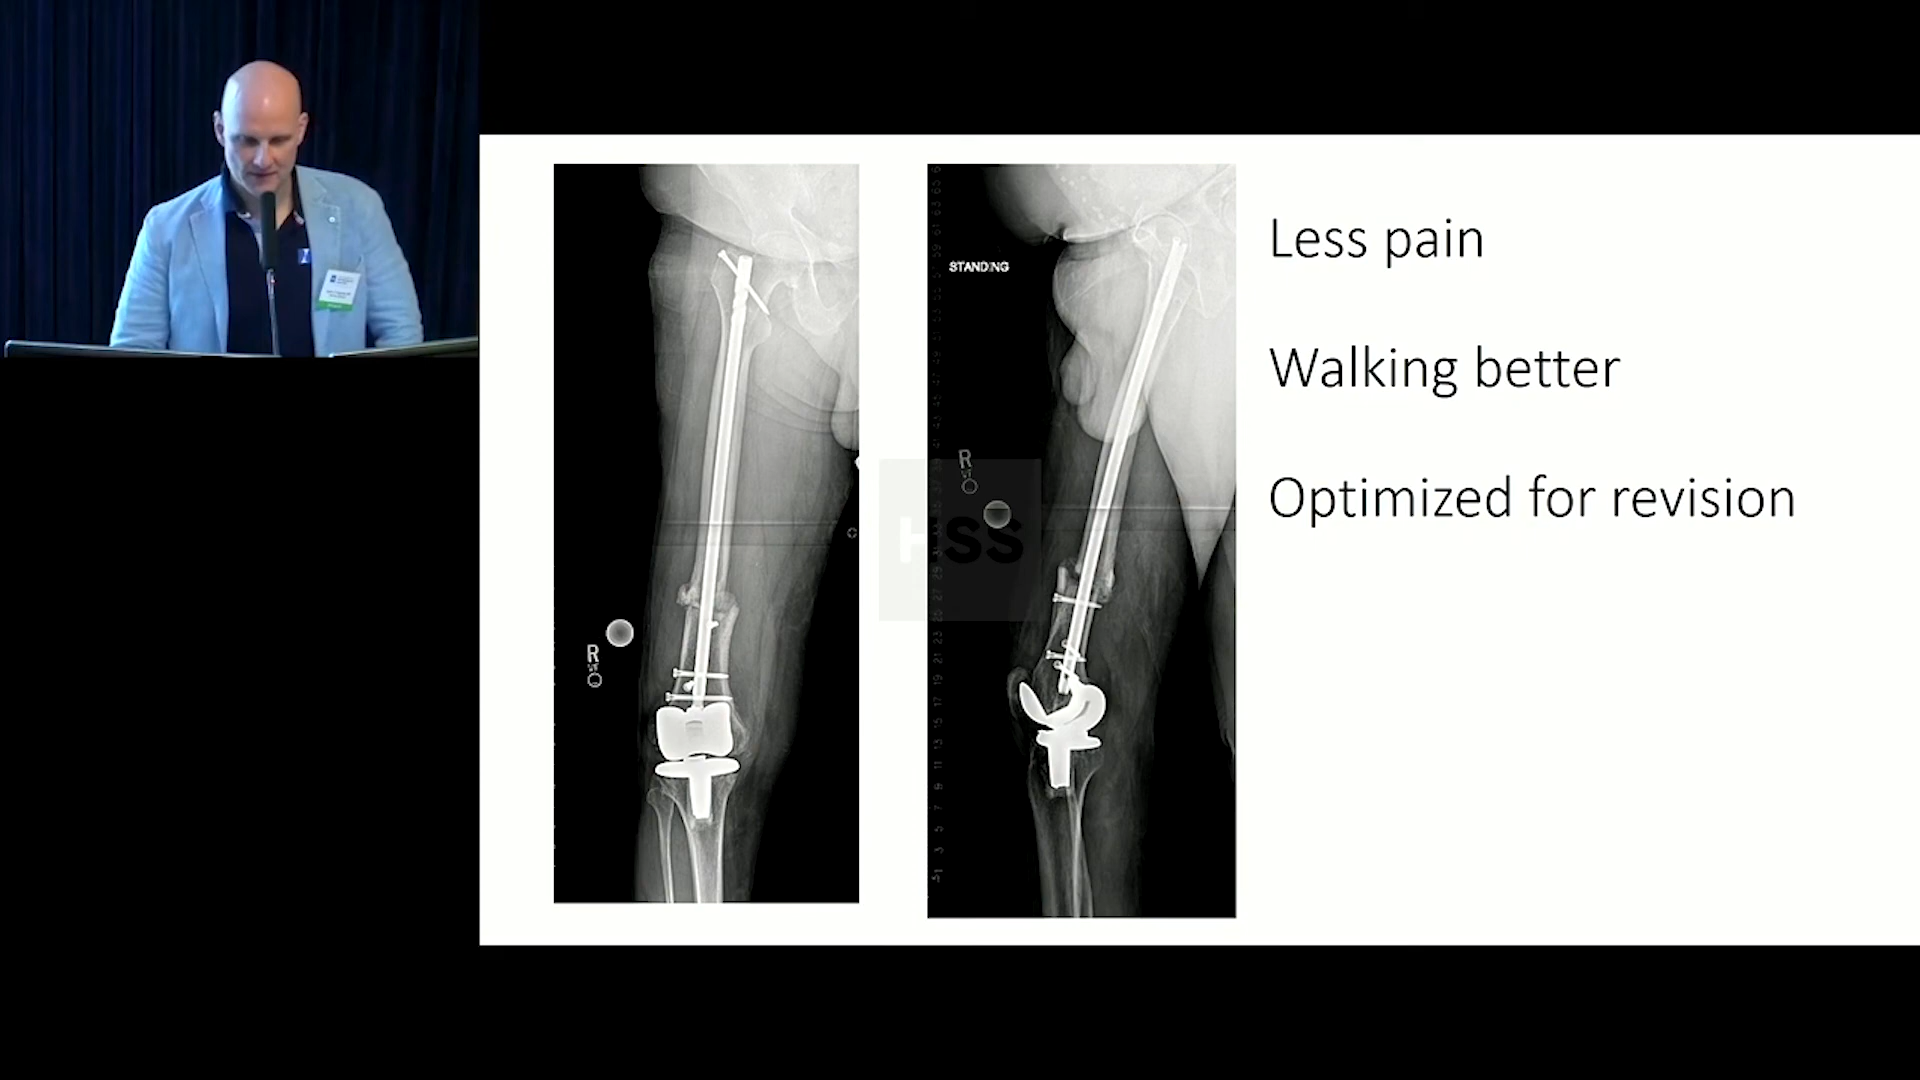 Less pain
Walking better
Optimized for revision
STANDING
R
R
HSS